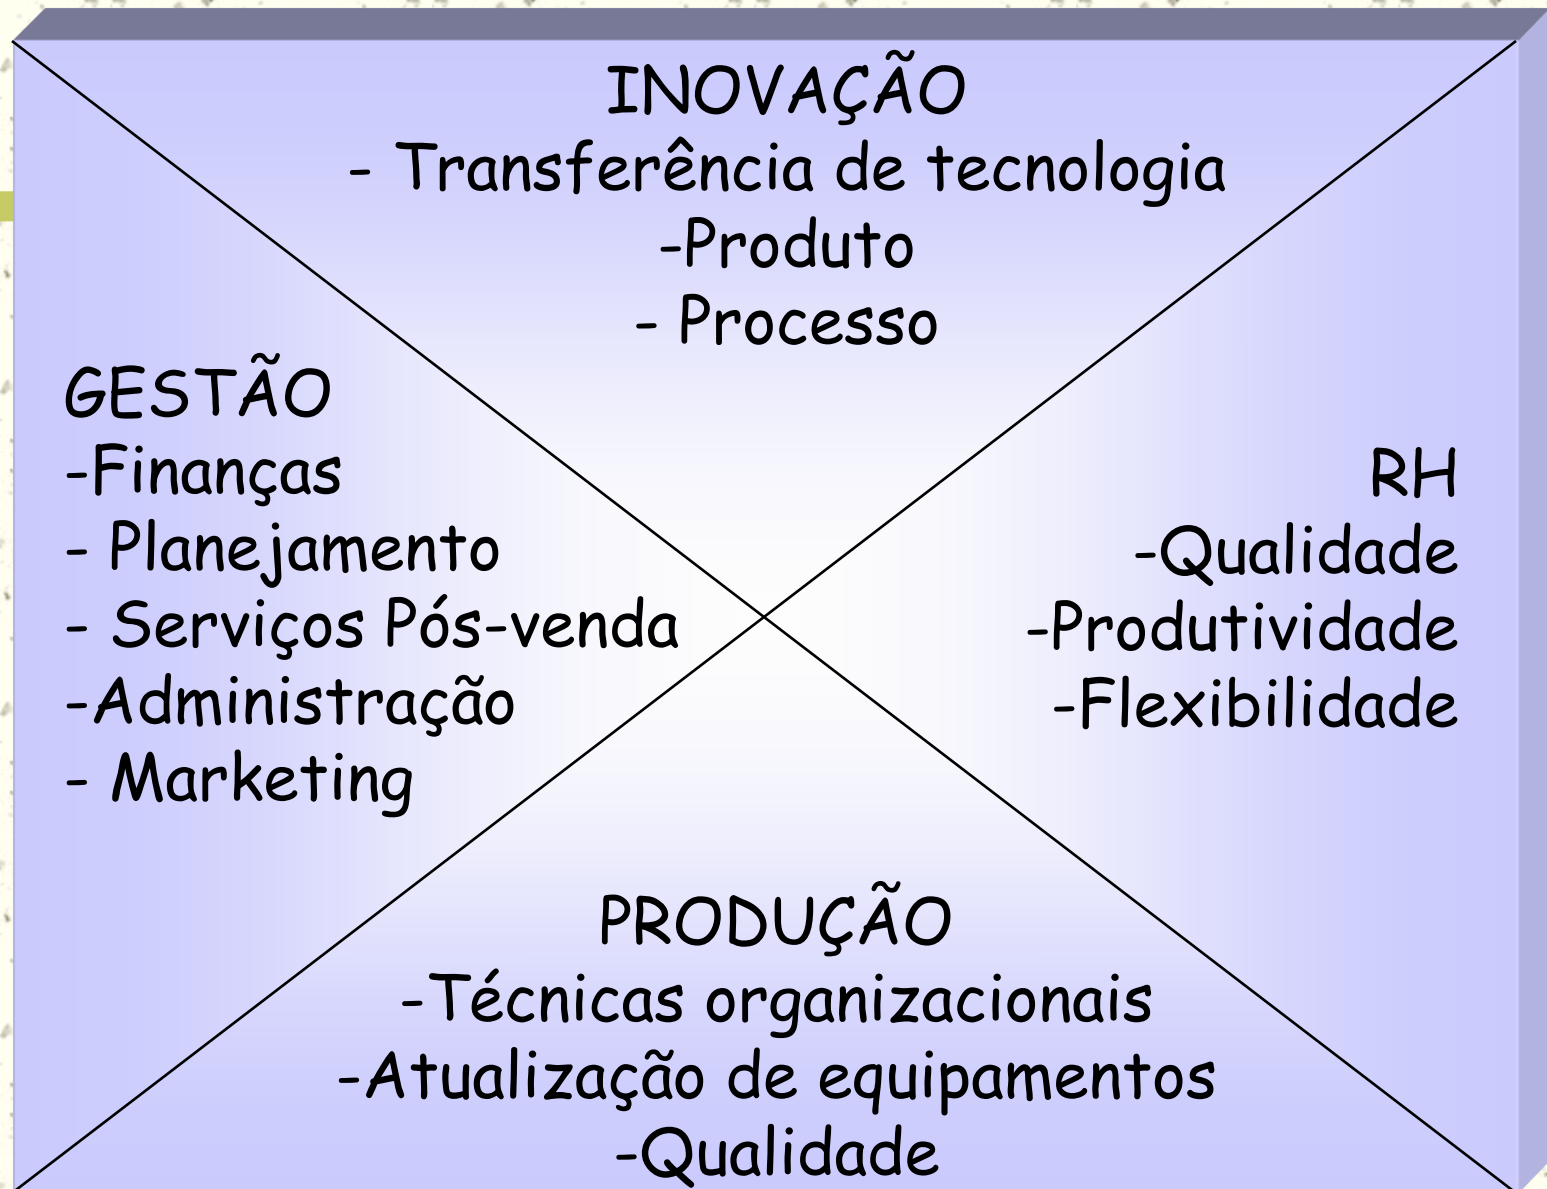 INOVAÇÃO
- Transferência de tecnologia
-Produto
- Processo
GESTÃO
-Finanças
- Planejamento
- Serviços Pós-venda
-Administração
- Marketing
RH
-Qualidade
-Produtividade
-Flexibilidade
PRODUÇÃO
-Técnicas organizacionais
-Atualização de equipamentos
-Qualidade